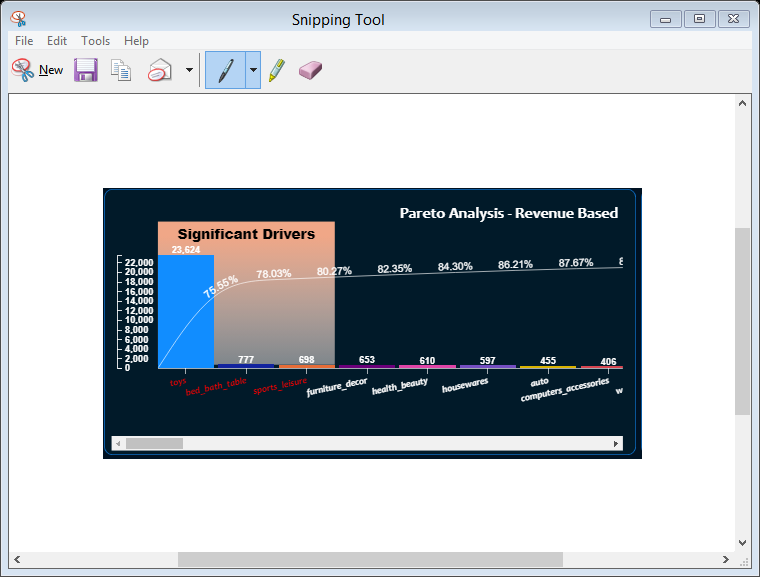 Snipping Tool
File Edit Tools Help
New
Pareto Analysis - Revenue Based
Significant Drivers
23,624
22,000
20,000
18,000
16,000
14,000
12,000
10,000
8,000
6,000
4,000
2,000
0
75.55% 78.03% 80.27% 82.35% 84.30% 86.21% 87.67% 8
777 698 653 610 597 455 406
toys bed_bath_table sports_leisure furniture_decor health_beauty housewares auto computers_accessories w